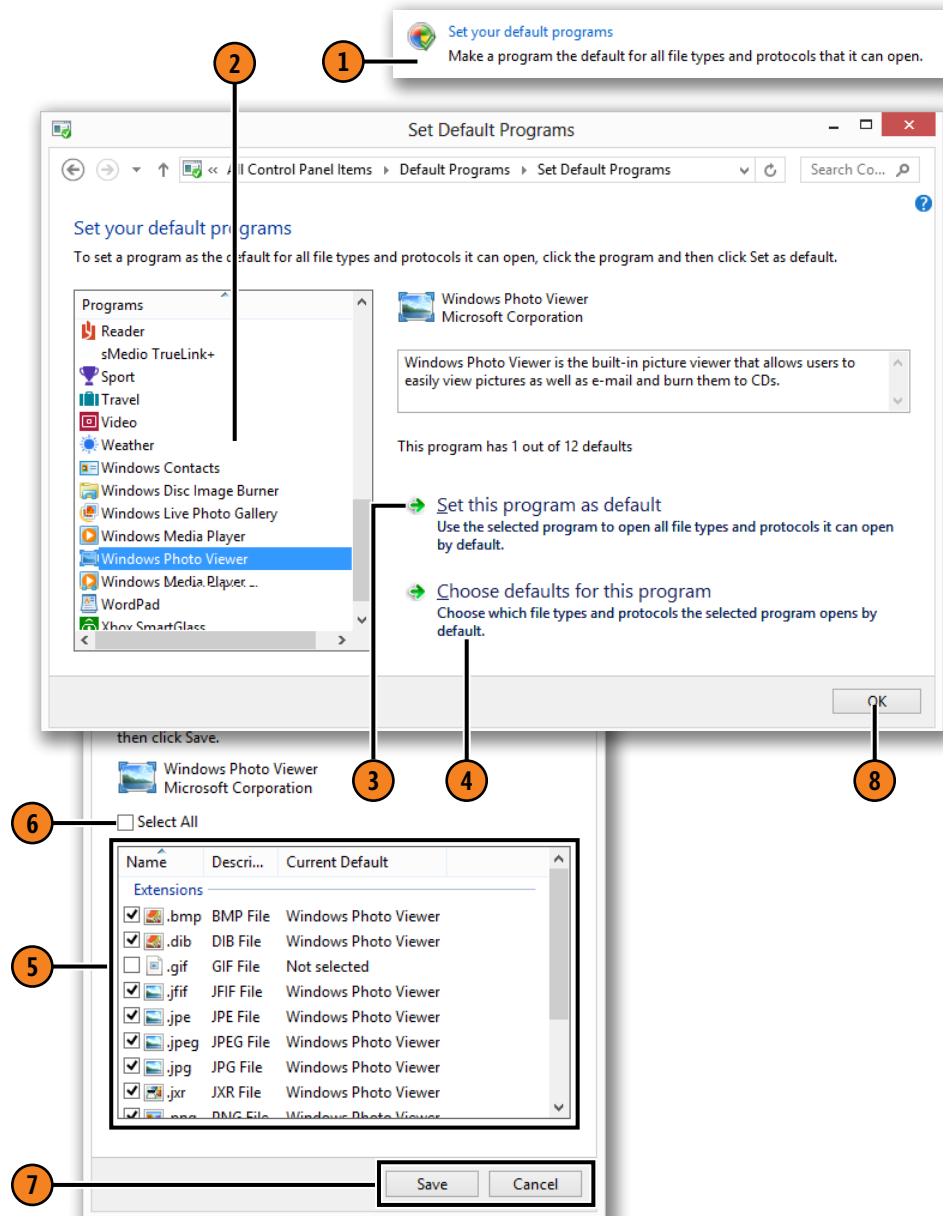 Set your default programs
Make a program the default for all file types and protocols that it can open.
2
1
Set Default Programs
« All Control Panel Items Default Programs Set Default Programs
Search Co...
Set your default programs
To set a program as the default for all file types and protocols it can open, click the program and then click Set as default.
Programs
Reader
sMedio TrueLink+
Sport
Travel
Video
Weather
Windows Contacts
Windows Disc Image Burner
Windows Live Photo Gallery
Windows Media Player
Windows Photo Viewer
Windows Media Player ...
WordPad
Xbox SmartGlass
Windows Photo Viewer
Microsoft Corporation
Windows Photo Viewer is the built-in picture viewer that allows users to
easily view pictures as well as e-mail and burn them to CDs.
This program has 1 out of 12 defaults
Set this program as default
Use the selected program to open all file types and protocols it can open
by default.
Choose defaults for this program
Choose which file types and protocols the selected program opens by
default.
OK
3
4
8
then click Save.
Windows Photo Viewer
Microsoft Corporation
6
Select All
Name Descri... Current Default
Extensions
.bmp BMP File Windows Photo Viewer
.dib DIB File Windows Photo Viewer
5
.gif GIF File Not selected
.jfif JFIF File Windows Photo Viewer
.jpe JPE File Windows Photo Viewer
.jpeg JPEG File Windows Photo Viewer
.jpg JPG File Windows Photo Viewer
.jxr JXR File Windows Photo Viewer
.png PNG File Windows Photo Viewer
7
Save Cancel